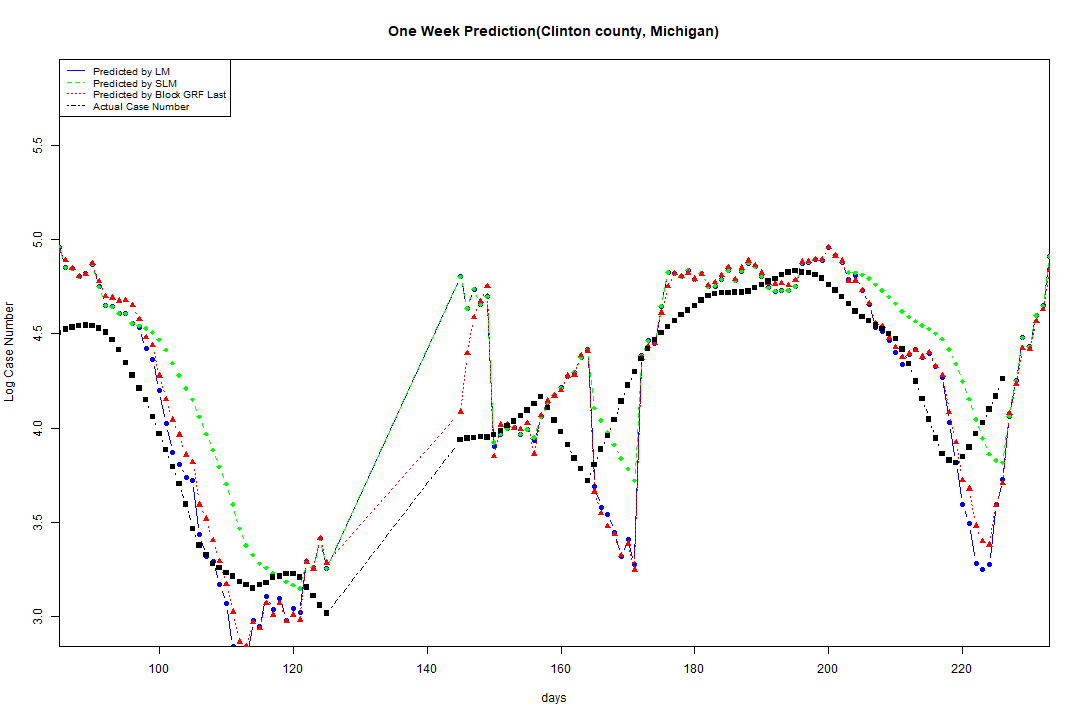 One Week Prediction(Clinton county, Michigan)
Predicted by LM
Predicted by SLM
Predicted by Block GRF Last
Actual Case Number
Log Case Number
5.5
5.0
4.5
4.0
3.5
3.0
100 120 140 160 180 200 220
days